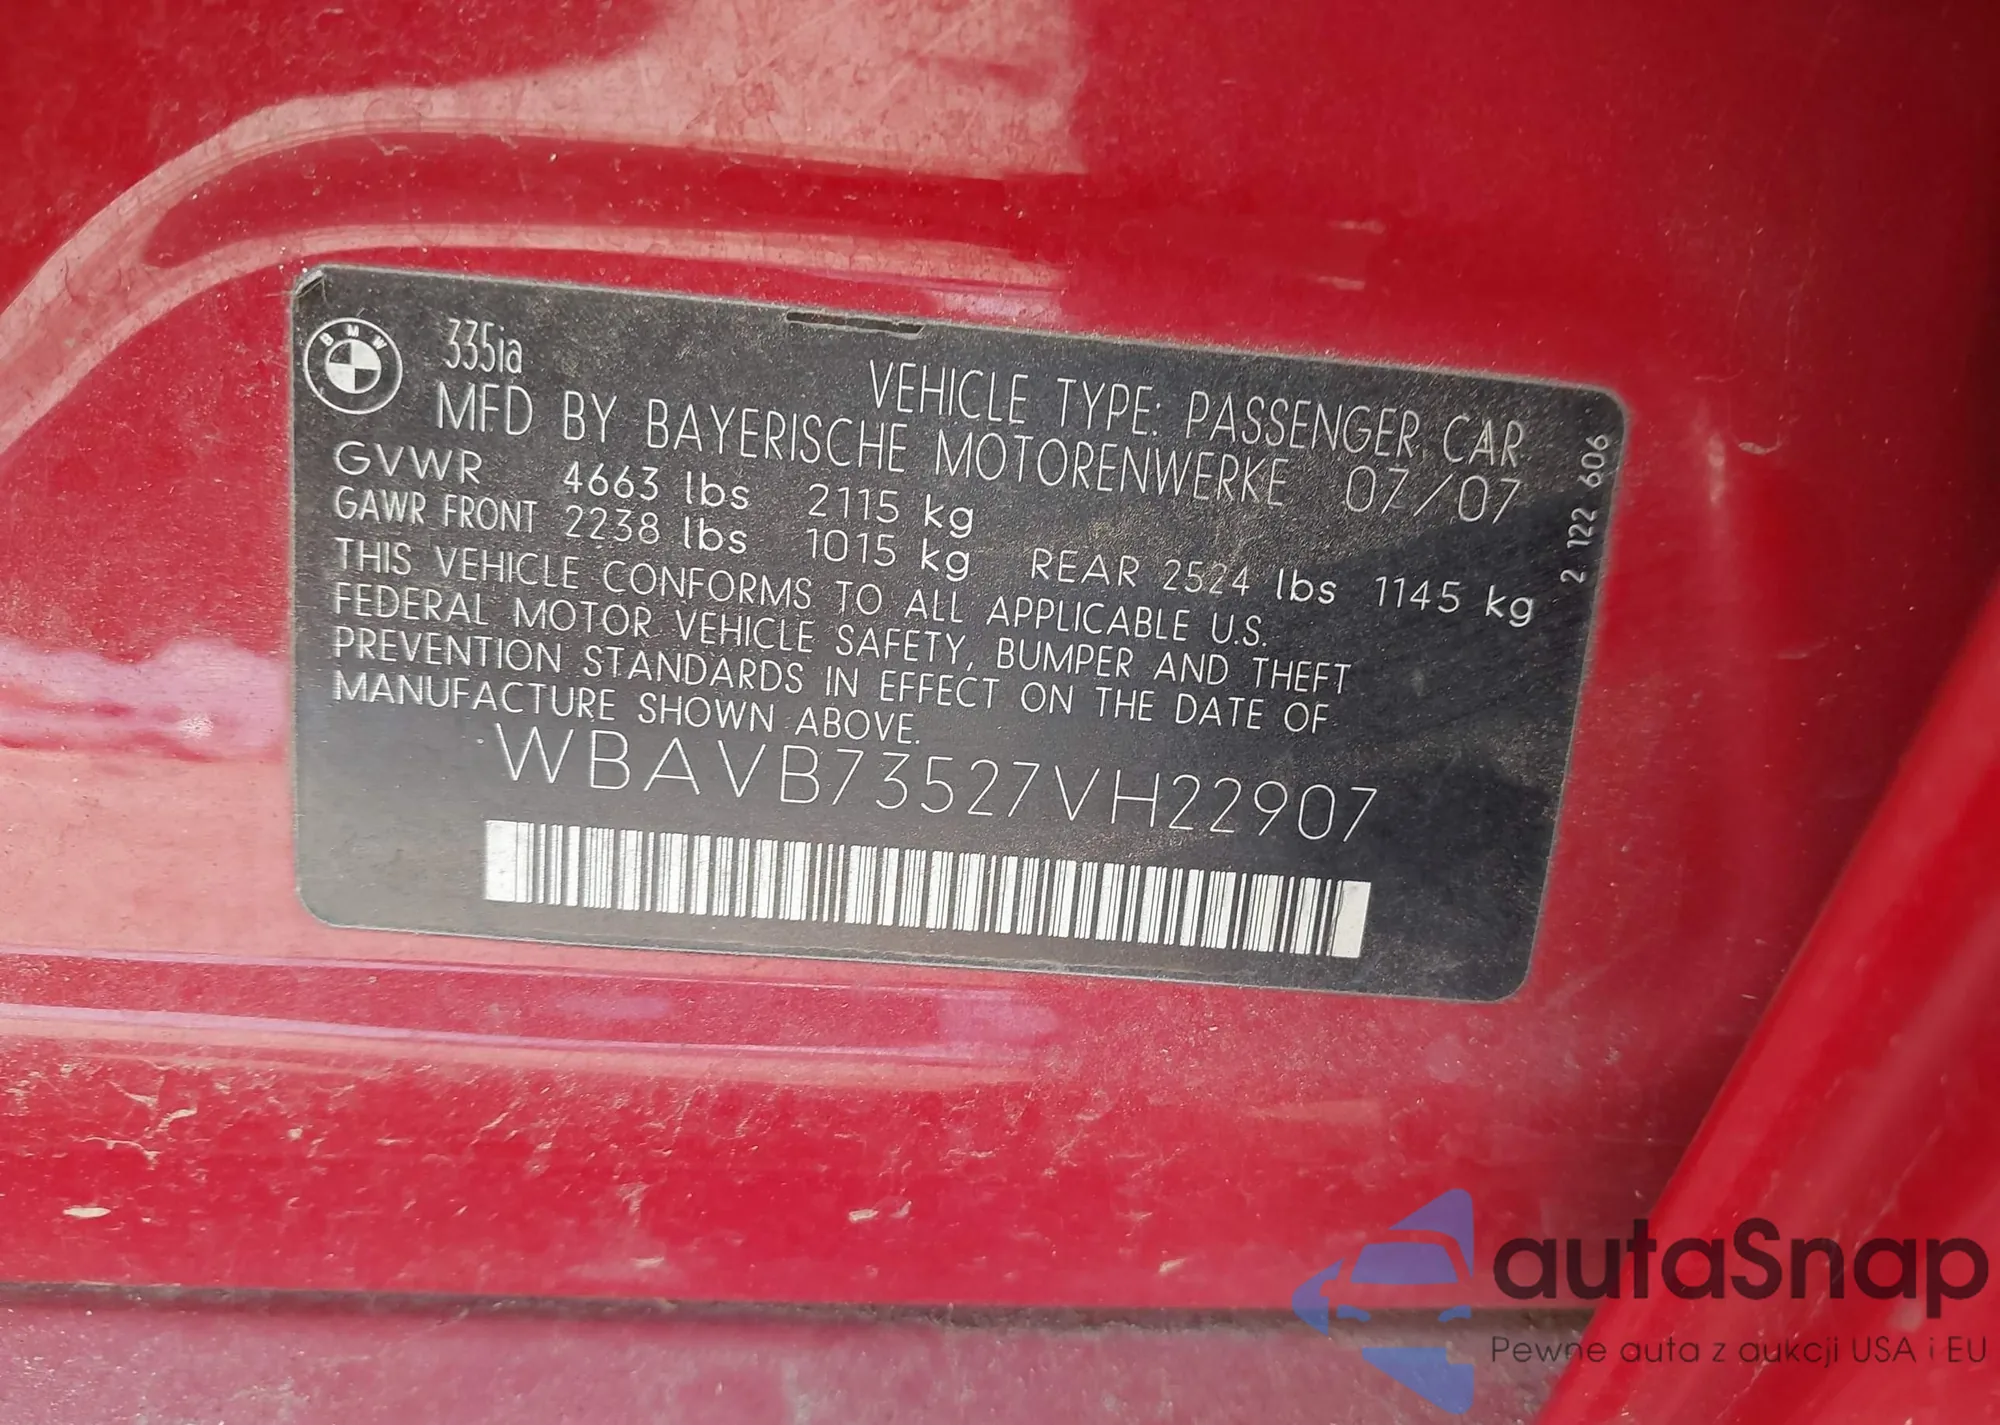 BMW
335ia
VEHICLE TYPE: PASSENGER CAR
MFD BY BAYERISCHE MOTORENWERKE 07/07
GVWR 4663 lbs 2115 kg
GAWR FRONT 2238 lbs 1015 kg REAR 2524 lbs 1145 kg
THIS VEHICLE CONFORMS TO ALL APPLICABLE U.S.
FEDERAL MOTOR VEHICLE SAFETY, BUMPER AND THEFT
PREVENTION STANDARDS IN EFFECT ON THE DATE OF
MANUFACTURE SHOWN ABOVE.
WBAVB73527VH22907
2 122 606
autaSnap
Pewne auta z aukcji USA i EU